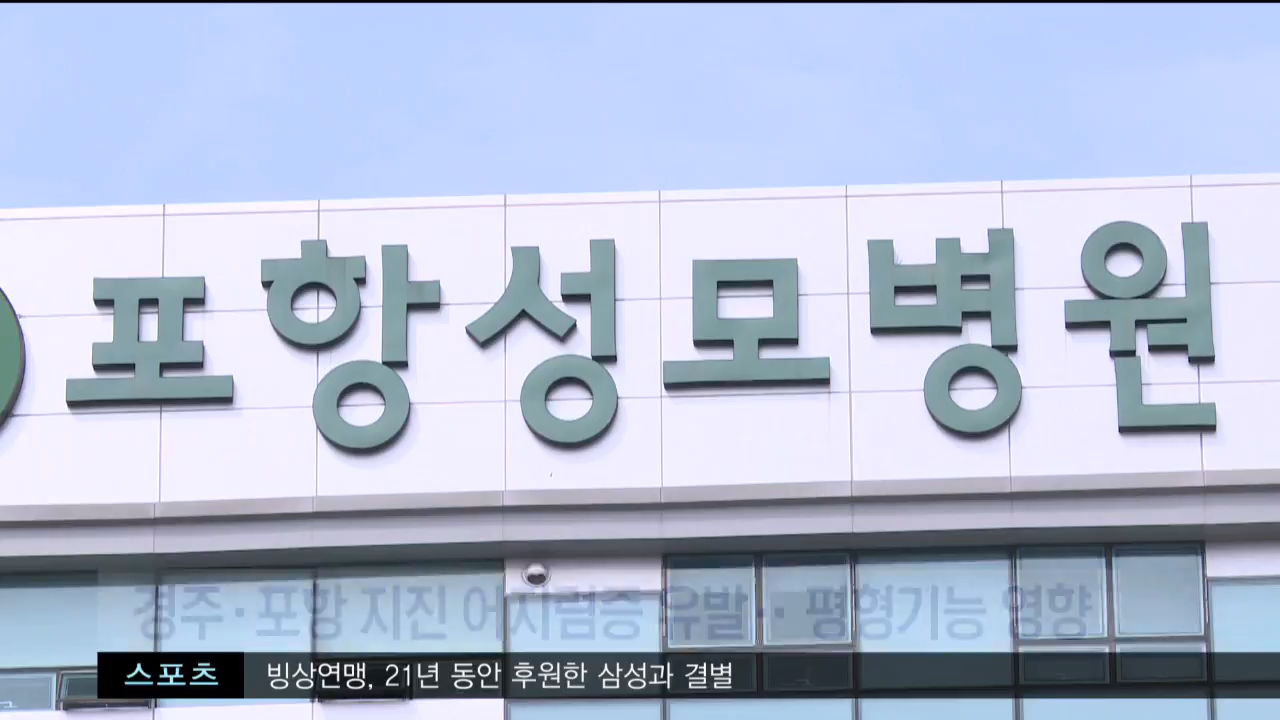 포항성모병원
경주·포항 지진 어지럼증 유발‥ 평형기능 영향
스포츠 빙상연맹, 21년 동안 후원한 삼성과 결별